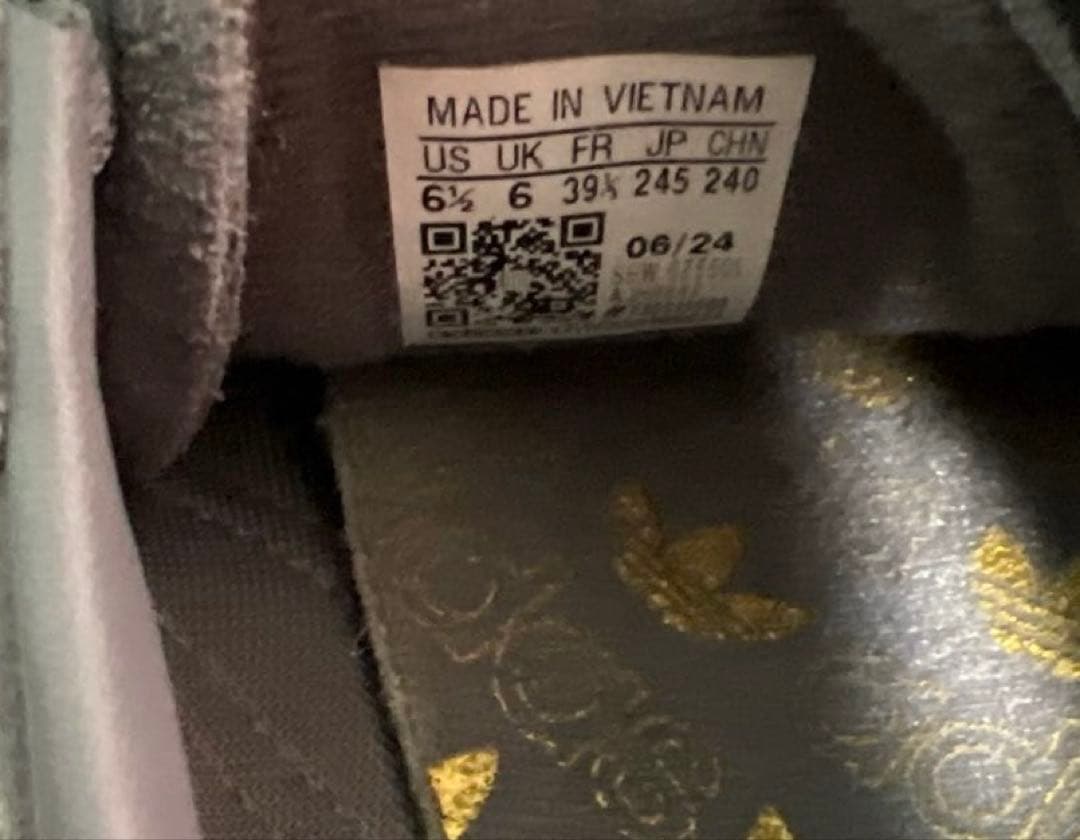 MADE IN VIETNAM
US UK FR JP CHN
6½ 6 39⅓ 245 240
06/24